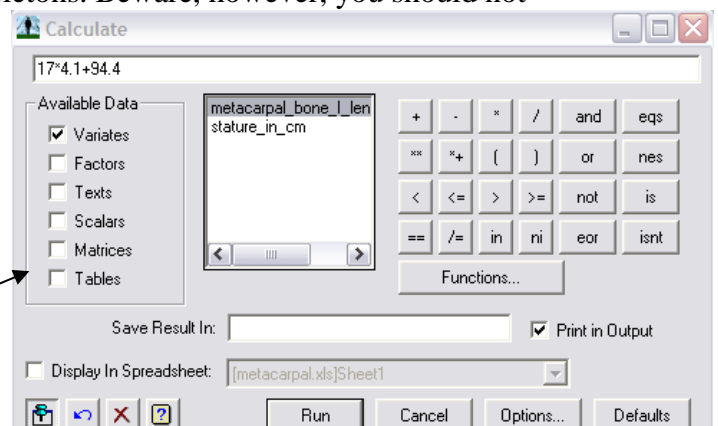 ctons. Beware, however, you should not
Calculate
17*4.1+94.4
Available Data
Variates
Factors
Texts
Scalars
Matrices
Tables
metacarpal_bone_I_len
stature_in_cm
+ - * / and eqs
** *+ ( ) or nes
< <= > >= not is
== /= in ni eor isnt
Functions...
Save Result In:
Print in Output
Display In Spreadsheet: [metacarpal.xls]Sheet1
Run Cancel Options... Defaults